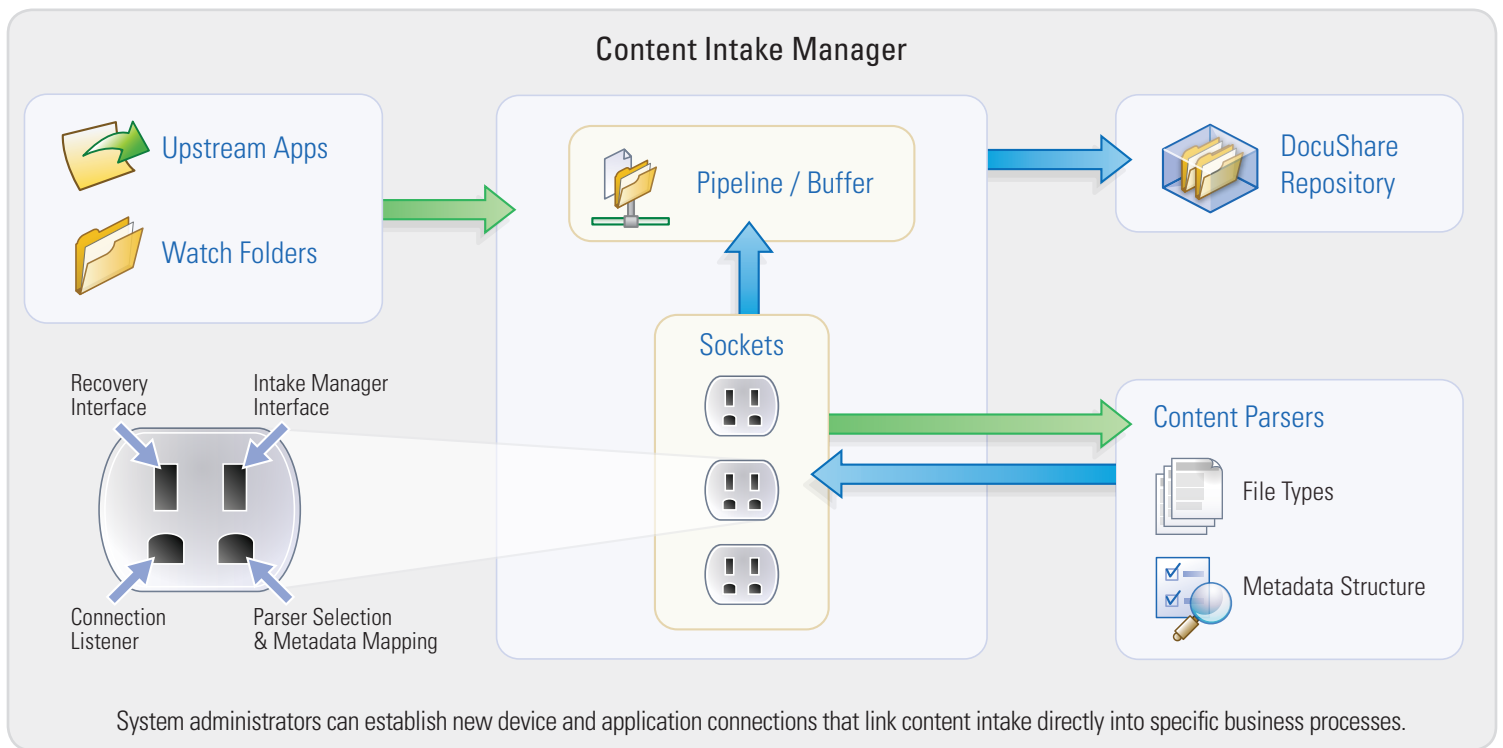 Content Intake Manager
Upstream Apps
Watch Folders
Pipeline / Buffer
DocuShare
Repository
Sockets
Recovery
Interface
Intake Manager
Interface
Connection
Listener
Parser Selection
& Metadata Mapping
Content Parsers
File Types
Metadata Structure
System administrators can establish new device and application connections that link content intake directly into specific business processes.